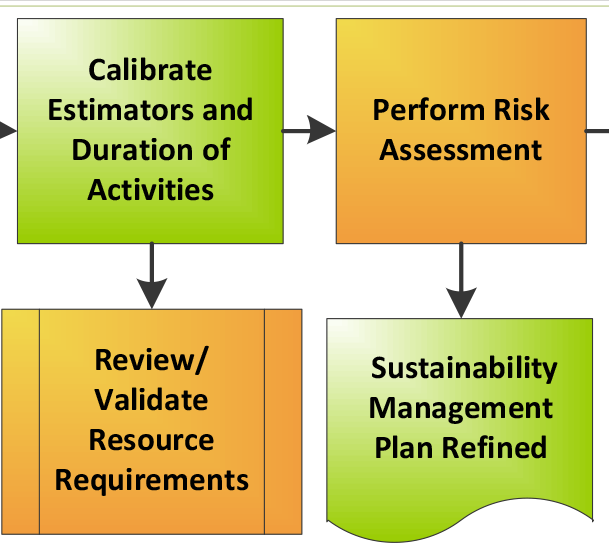 Calibrate
Estimators and
Duration of
Activities
Perform Risk
Assessment
Review/
Validate
Resource
Requirements
Sustainability
Management
Plan Refined